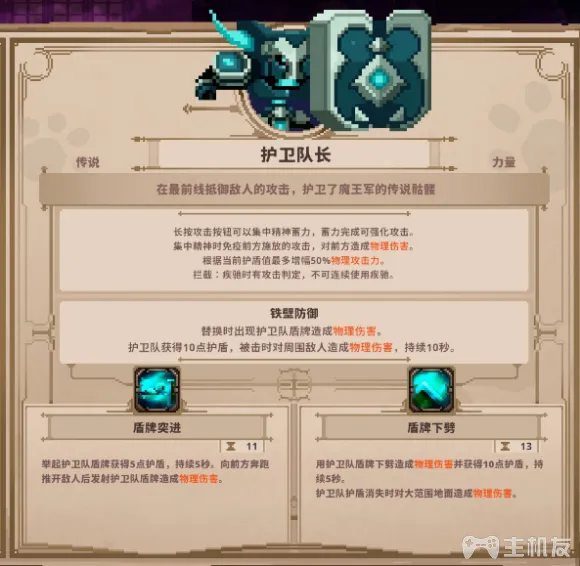 传说
护卫队长
力量
在最前线抵御敌人的攻击，护卫了魔王军的传说骷髅
长按攻击按钮可以集中精神蓄力，蓄力完成可强化攻击。
集中精神时免疫前方施放的攻击，对前方造成物理伤害。
根据当前护盾值最多增幅50%物理攻击力。
拦截：疾驰时有攻击判定，不可连续使用疾驰。
铁壁防御
替换时出现护卫队盾牌造成物理伤害。
护卫队获得10点护盾，被击时对周围敌人造成物理伤害，持续10秒。
盾牌突进
11
举起护卫队盾牌获得5点护盾，持续5秒。向前方奔跑
推开敌人后发射护卫队盾牌造成物理伤害。
盾牌下劈
13
用护卫队盾牌下劈造成物理伤害并获得10点护盾，持
续5秒。
护卫队护盾消失时对大范围地面造成物理伤害。
主机友